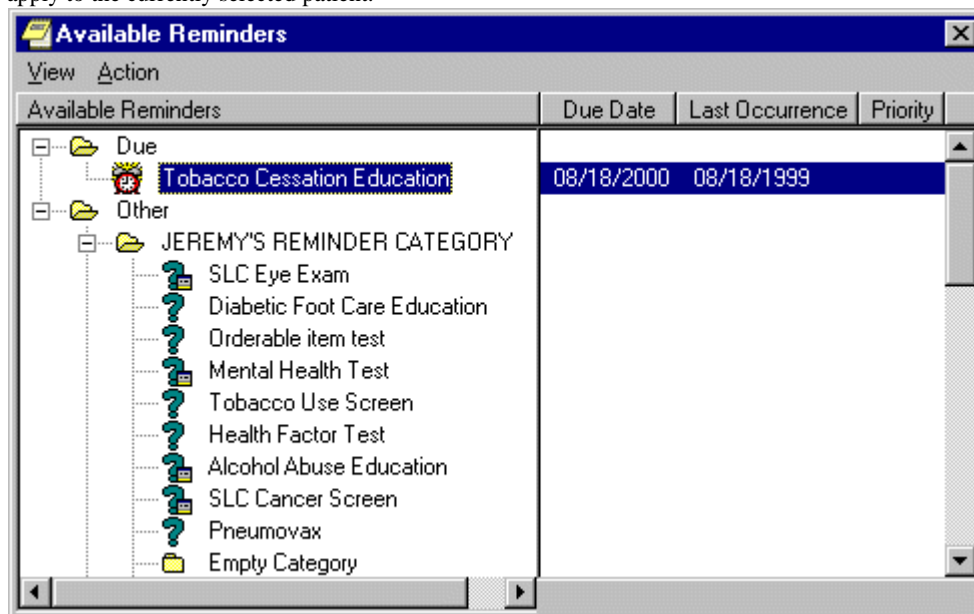 apply to the currently selected patient.
Available Reminders
View Action
Available Reminders Due Date Last Occurrence Priority
Due
Tobacco Cessation Education 08/18/2000 08/18/1999
Other
JEREMY'S REMINDER CATEGORY
SLC Eye Exam
Diabetic Foot Care Education
Orderable item test
Mental Health Test
Tobacco Use Screen
Health Factor Test
Alcohol Abuse Education
SLC Cancer Screen
Pneumovax
Empty Category